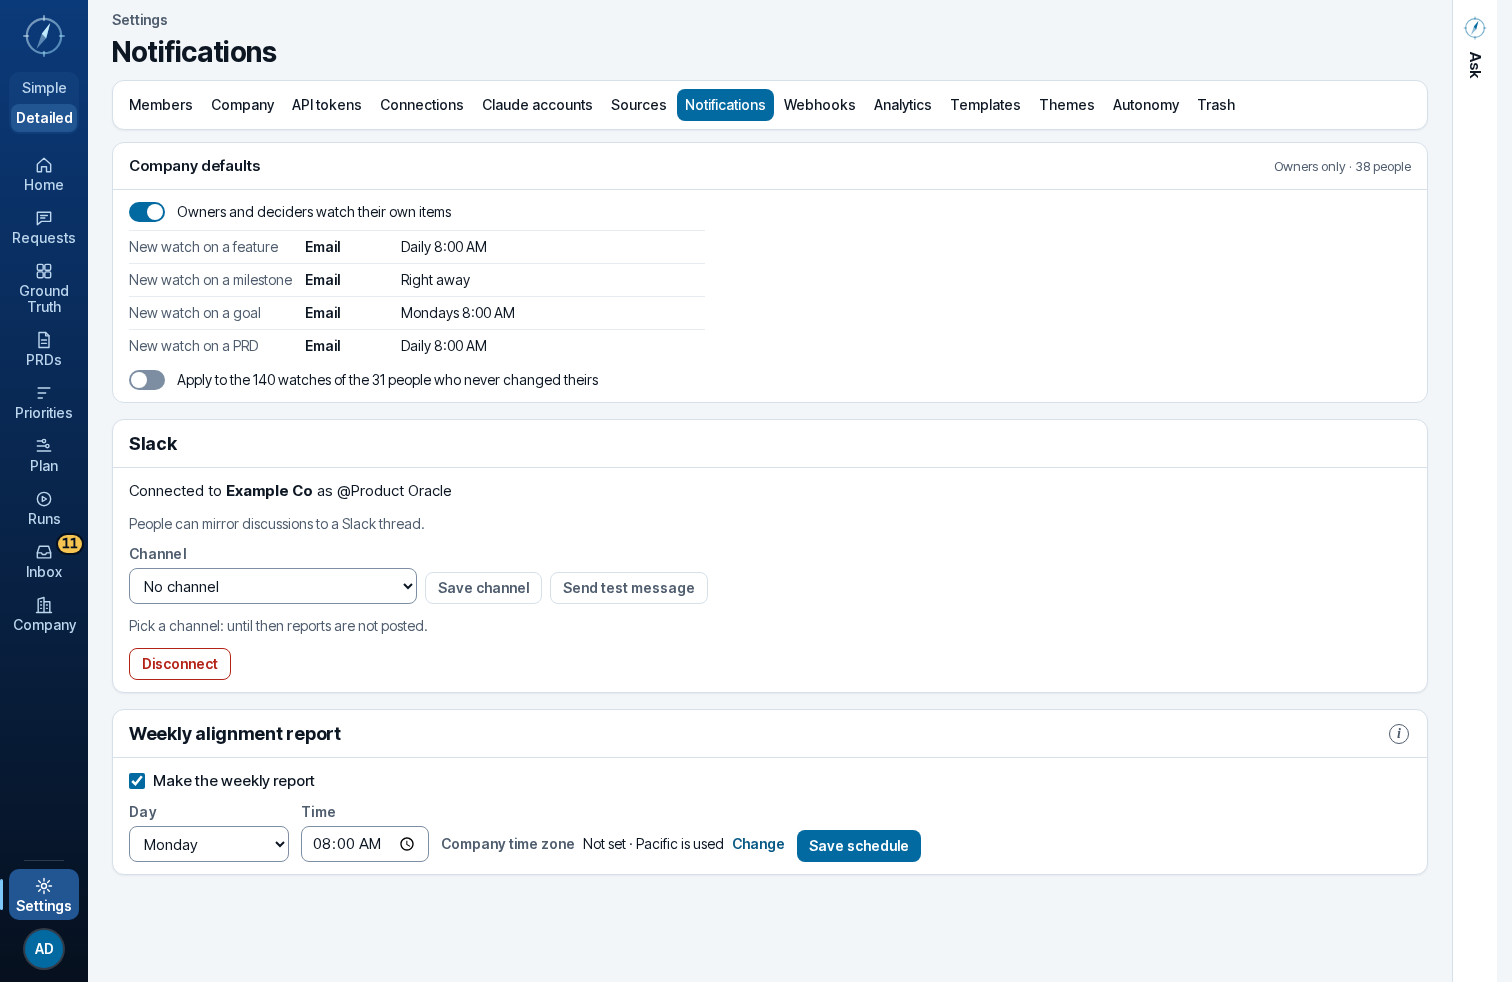 Simple
Detailed
Home
Requests
Ground
Truth
PRDs
Priorities
Plan
Runs
11
Inbox
Company
Settings
AD
Settings
Notifications
Members Company API tokens Connections Claude accounts Sources Notifications Webhooks Analytics Templates Themes Autonomy Trash
Company defaults Owners only · 38 people
Owners and deciders watch their own items
New watch on a feature Email Daily 8:00 AM
New watch on a milestone Email Right away
New watch on a goal Email Mondays 8:00 AM
New watch on a PRD Email Daily 8:00 AM
Apply to the 140 watches of the 31 people who never changed theirs
Slack
Connected to Example Co as @Product Oracle
People can mirror discussions to a Slack thread.
Channel
No channel Save channel Send test message
Pick a channel: until then reports are not posted.
Disconnect
Weekly alignment report i
Make the weekly report
Day Time
Monday 08:00 AM Company time zone Not set · Pacific is used Change Save schedule
Ask